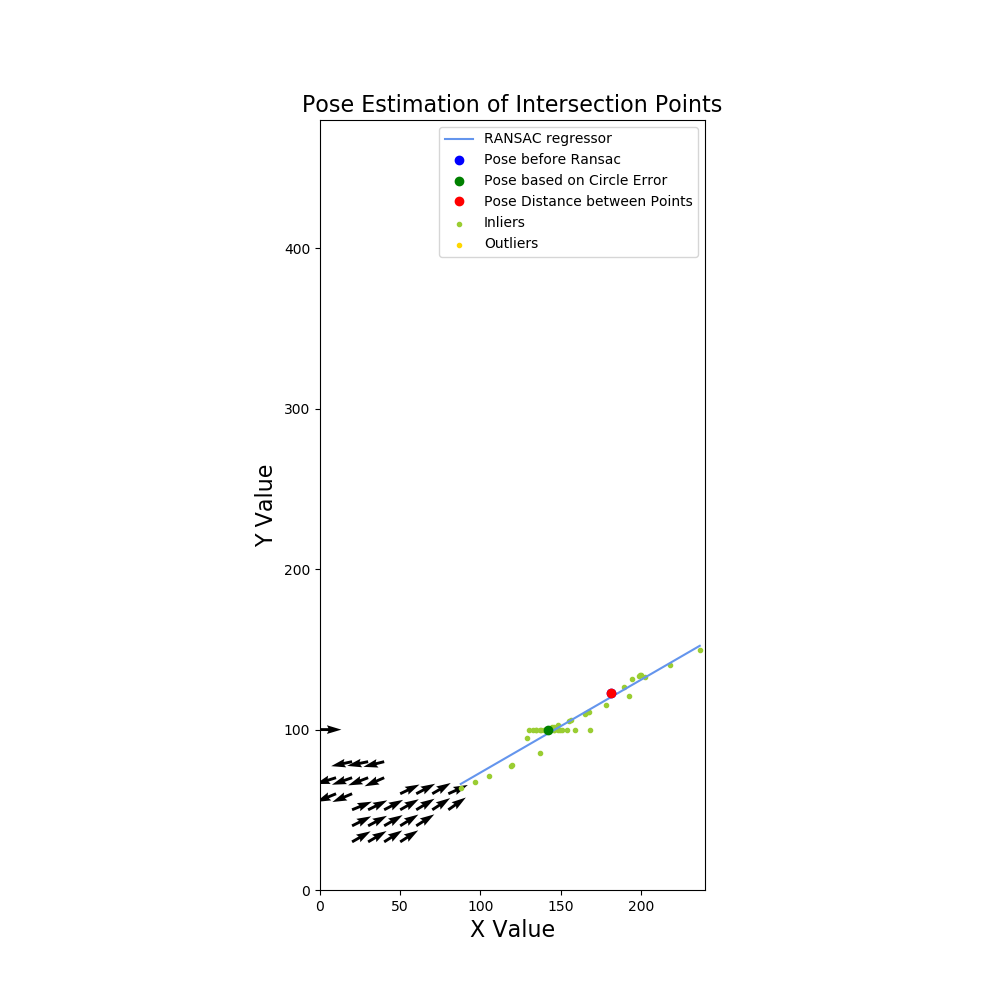 Pose Estimation of Intersection Points
RANSAC regressor
Pose before Ransac
Pose based on Circle Error
Pose Distance between Points
Inliers
Outliers
400
300
200
100
0
Y Value
0 50 100 150 200
X Value